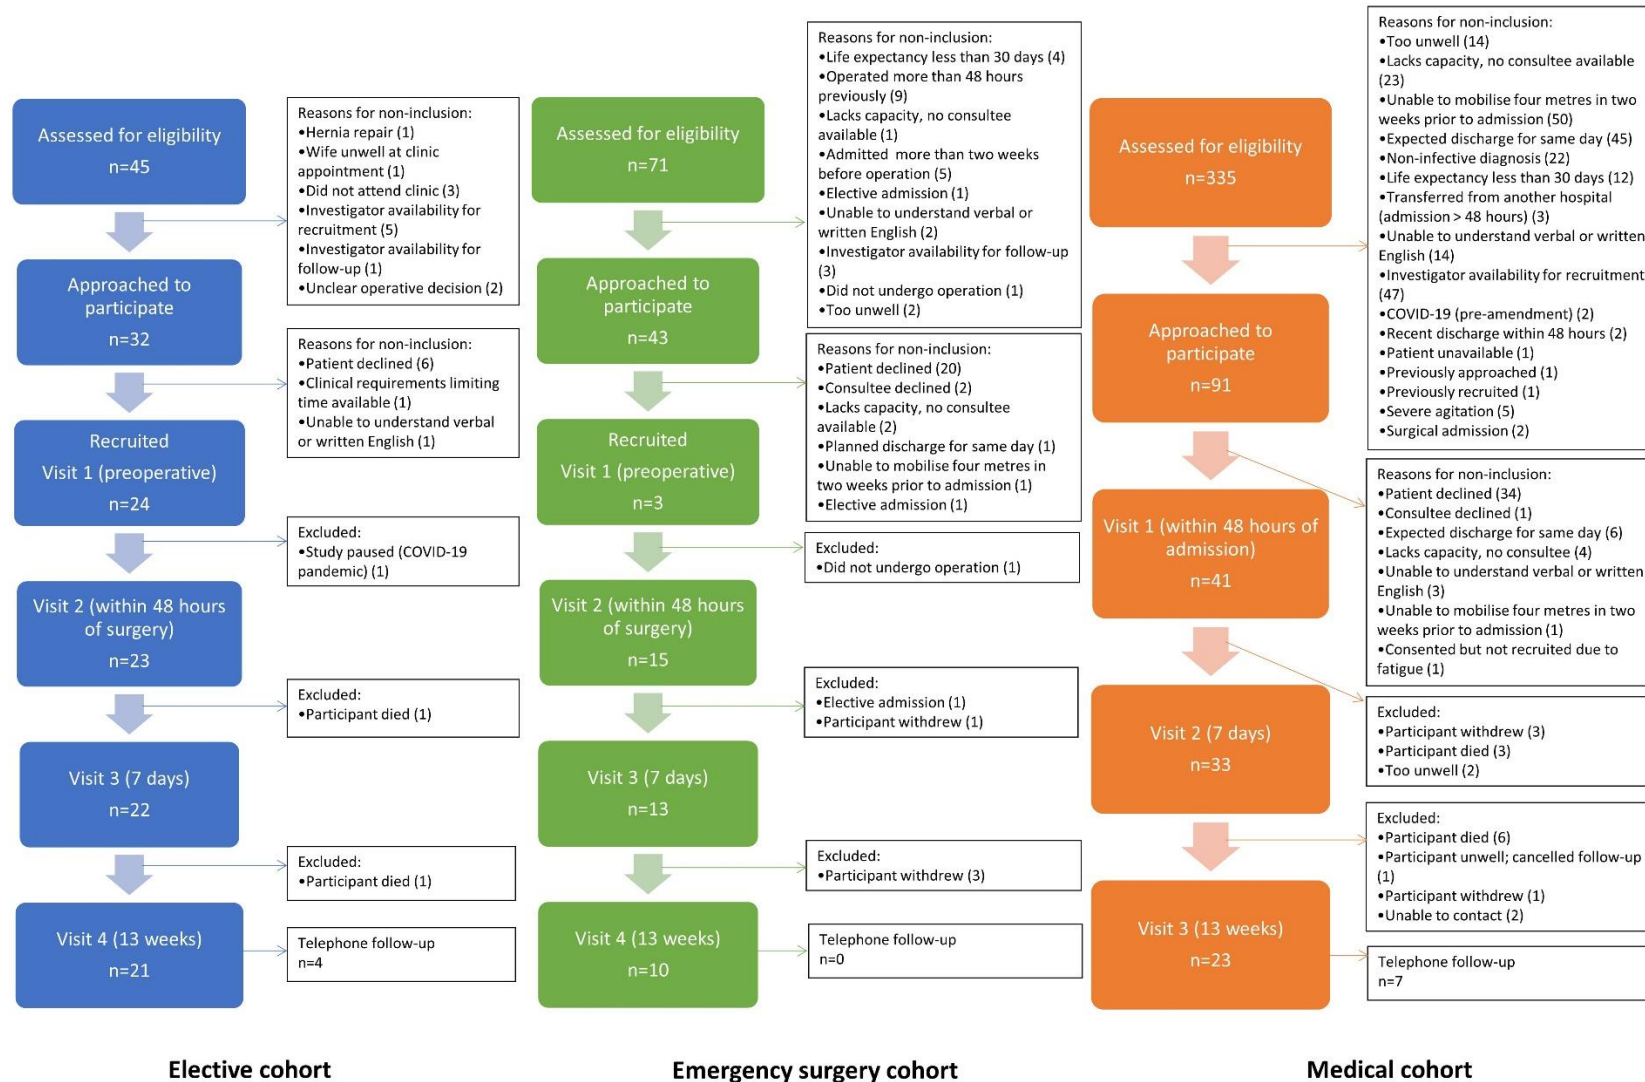 Assessed for eligibility
n=45
Reasons for non-inclusion:
•Hernia repair (1)
•Wife unwell at clinic
appointment (1)
•Did not attend clinic (3)
•Investigator availability for
recruitment (5)
•Investigator availability for
follow-up (1)
•Unclear operative decision (2)
Approached to
participate
n=32
Reasons for non-inclusion:
•Patient declined (6)
•Clinical requirements limiting
time available (1)
•Unable to understand verbal
or written English (1)
Recruited
Visit 1 (preoperative)
n=24
Excluded:
•Study paused (COVID-19
pandemic) (1)
Visit 2 (within 48 hours
of surgery)
n=23
Excluded:
•Participant died (1)
Visit 3 (7 days)
n=22
Excluded:
•Participant died (1)
Visit 4 (13 weeks)
n=21
Telephone follow-up
n=4
Elective cohort
Assessed for eligibility
n=71
Reasons for non-inclusion:
•Life expectancy less than 30 days (4)
•Operated more than 48 hours
previously (9)
•Lacks capacity, no consultee
available (1)
•Admitted more than two weeks
before operation (5)
•Elective admission (1)
•Unable to understand verbal or
written English (2)
•Investigator availability for follow-up
(3)
•Did not undergo operation (1)
•Too unwell (2)
Approached to
participate
n=43
Reasons for non-inclusion:
•Patient declined (20)
•Consultee declined (2)
•Lacks capacity, no consultee
available (2)
•Planned discharge for same day (1)
•Unable to mobilise four metres in
two weeks prior to admission (1)
•Elective admission (1)
Recruited
Visit 1 (preoperative)
n=3
Excluded:
•Did not undergo operation (1)
Visit 2 (within 48 hours
of surgery)
n=15
Excluded:
•Elective admission (1)
•Participant withdrew (1)
Visit 3 (7 days)
n=13
Excluded:
•Participant withdrew (3)
Visit 4 (13 weeks)
n=10
Telephone follow-up
n=0
Emergency surgery cohort
Assessed for eligibility
n=335
Reasons for non-inclusion:
•Too unwell (14)
•Lacks capacity, no consultee available
(23)
•Unable to mobilise four metres in two
weeks prior to admission (50)
•Expected discharge for same day (45)
•Non-infective diagnosis (22)
•Life expectancy less than 30 days (12)
•Transferred from another hospital
(admission > 48 hours) (3)
•Unable to understand verbal or written
English (14)
•Investigator availability for recruitment
(47)
•COVID-19 (pre-amendment) (2)
•Recent discharge within 48 hours (2)
•Patient unavailable (1)
•Previously approached (1)
•Previously recruited (1)
•Severe agitation (5)
•Surgical admission (2)
Approached to
participate
n=91
Reasons for non-inclusion:
•Patient declined (34)
•Consultee declined (1)
•Expected discharge for same day (6)
•Lacks capacity, no consultee (4)
•Unable to understand verbal or written
English (3)
•Unable to mobilise four metres in two
weeks prior to admission (1)
•Consented but not recruited due to
fatigue (1)
Visit 1 (within 48 hours of
admission)
n=41
Excluded:
•Participant withdrew (3)
•Participant died (3)
•Too unwell (2)
Visit 2 (7 days)
n=33
Excluded:
•Participant died (6)
•Participant unwell; cancelled follow-up
(1)
•Participant withdrew (1)
•Unable to contact (2)
Visit 3 (13 weeks)
n=23
Telephone follow-up
n=7
Medical cohort